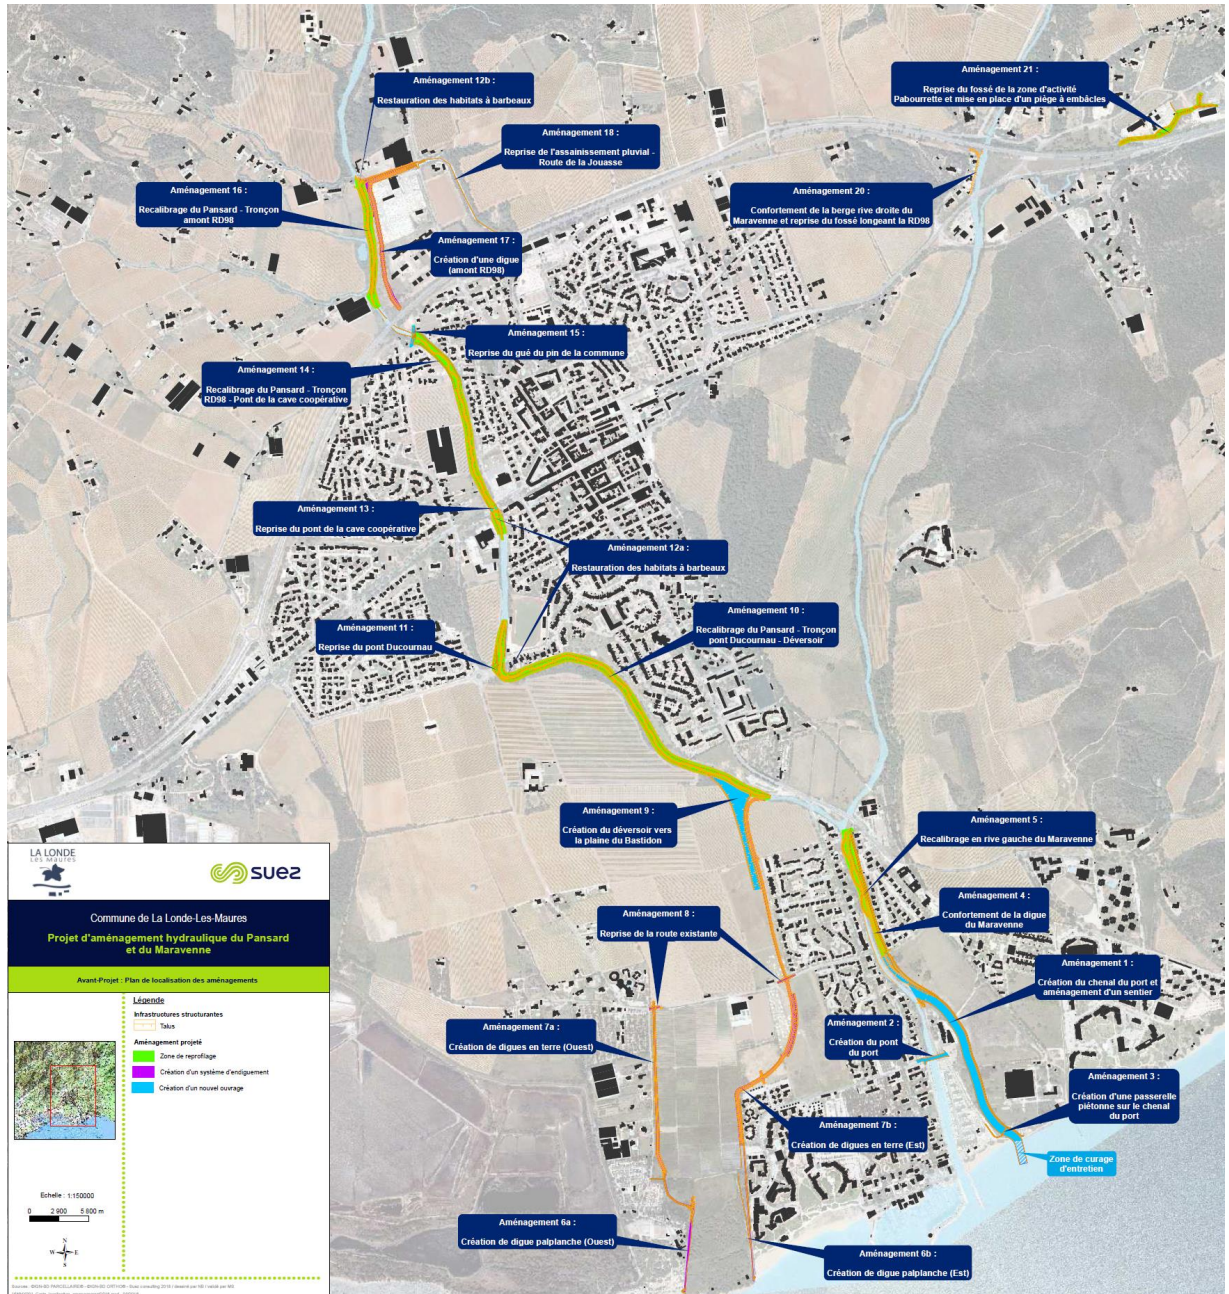 Aménagement 12b :
Restauration des habitats à barbeaux
Aménagement 21 :
Reprise du fossé de la zone d'activité
Pabourrette et mise en place d'un piège à embâcles
Aménagement 18 :
Reprise de l'assainissement pluvial -
Route de la Jouasse
Aménagement 16 :
Recalibrage du Pansard - Tronçon
amont RD98
Aménagement 20 :
Confortement de la berge rive droite du
Maravenne et reprise du fossé longeant la RD98
Aménagement 17 :
Création d'une digue
(amont RD98)
Aménagement 15 :
Reprise du gué du pin de la commune
Aménagement 14 :
Recalibrage du Pansard - Tronçon
RD98 - Pont de la cave coopérative
Aménagement 13 :
Reprise du pont de la cave coopérative
Aménagement 12a :
Restauration des habitats à barbeaux
Aménagement 10 :
Recalibrage du Pansard - Tronçon
pont Ducournau - Déversoir
Aménagement 11 :
Reprise du pont Ducournau
Aménagement 9 :
Création du déversoir vers
la plaine du Bastidon
Aménagement 5 :
Recalibrage en rive gauche du Maravenne
Aménagement 4 :
Confortement de la digue
du Maravenne
Aménagement 8 :
Reprise de la route existante
Aménagement 1 :
Création du chenal du port et
aménagement d'un sentier
Aménagement 7a :
Création de digues en terre (Ouest)
Aménagement 2 :
Création du pont
du port
Aménagement 3 :
Création d'une passerelle
piétonne sur le chenal
du port
Aménagement 7b :
Création de digues en terre (Est)
Zone de curage
d'entretien
Aménagement 6a :
Création de digue palplanche (Ouest)
Aménagement 6b :
Création de digue palplanche (Est)
LA LONDE
Les Maures
suez
Commune de La Londe-Les-Maures
Projet d'aménagement hydraulique du Pansard
et du Maravenne
Avant-Projet : Plan de localisation des aménagements
Légende
Infrastructures structurantes
Talus
Aménagement projeté
Zone de reprofilage
Création d'un système d'endiguement
Création d'un nouvel ouvrage
Echelle : 1:150000
0 2 900 5 800 m
N
W E
S